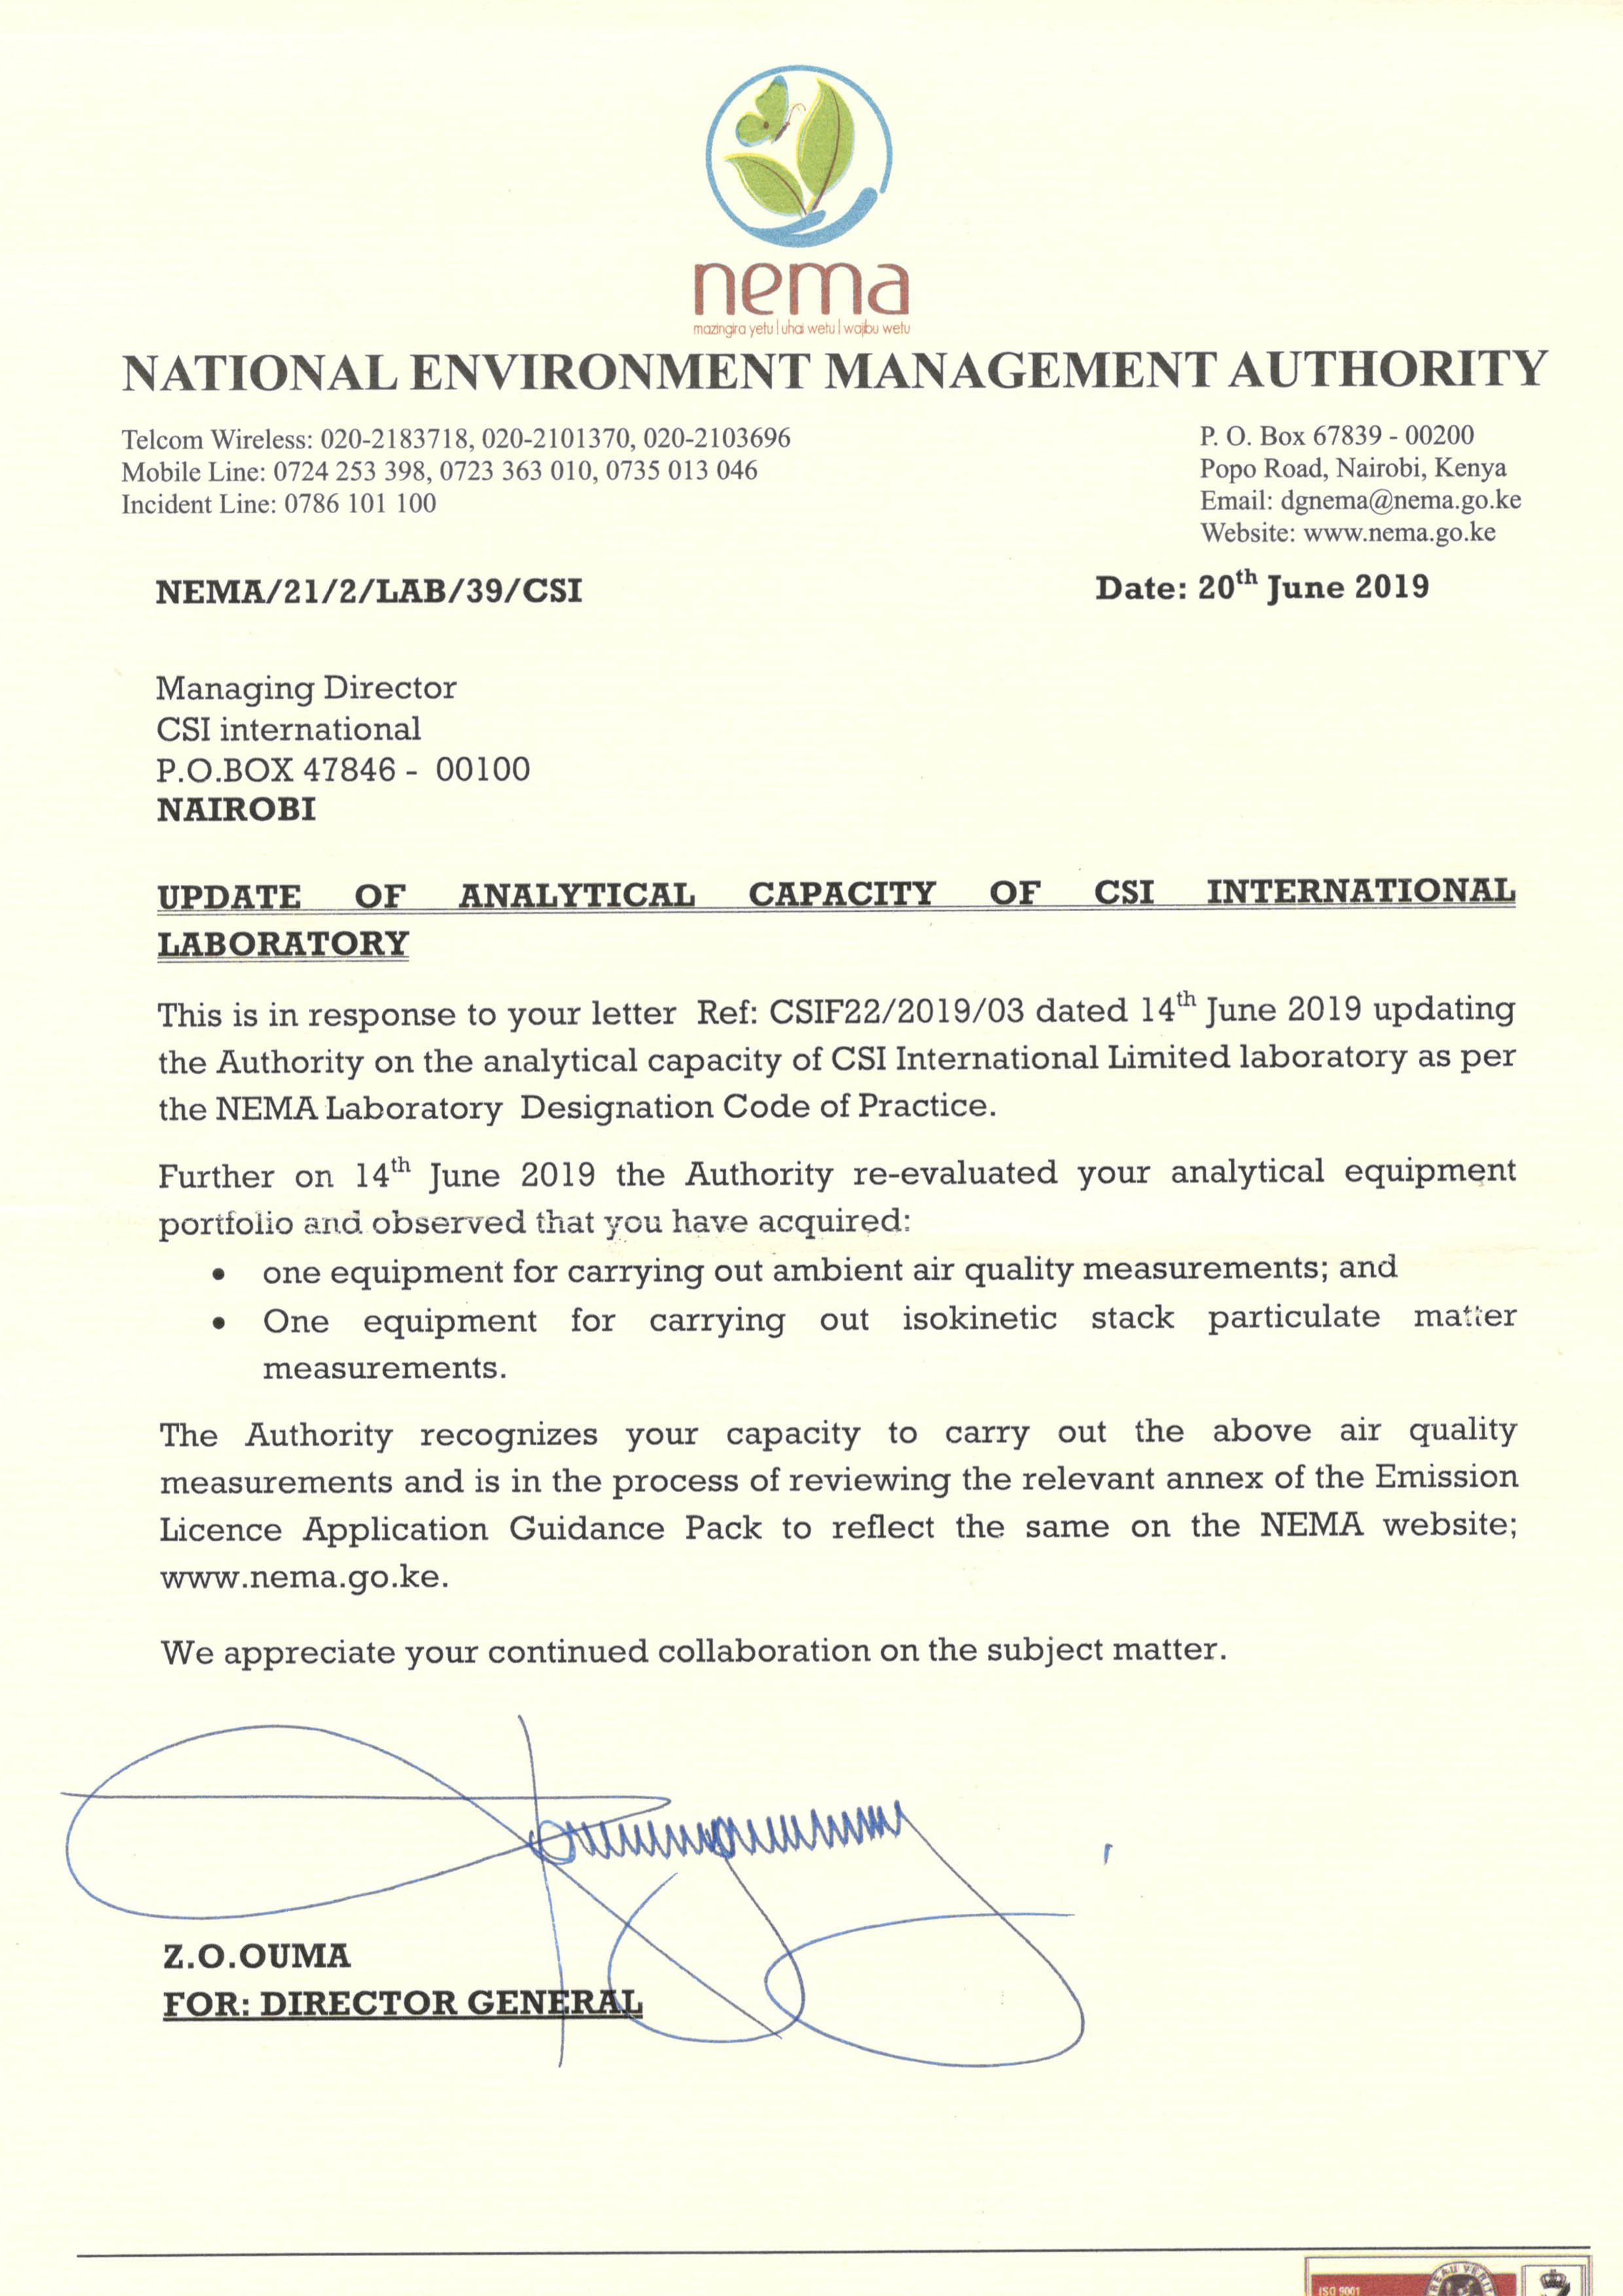 nema
mazingira yetu | uhai wetu | wajibu wetu
NATIONAL ENVIRONMENT MANAGEMENT AUTHORITY
Telcom Wireless: 020-2183718, 020-2101370, 020-2103696
Mobile Line: 0724 253 398, 0723 363 010, 0735 013 046
Incident Line: 0786 101 100
P. O. Box 67839 - 00200
Popo Road, Nairobi, Kenya
Email: dgnema@nema.go.ke
Website: www.nema.go.ke
NEMA/21/2/LAB/39/CSI
Date: 20th June 2019
Managing Director
CSI international
P.O.BOX 47846 - 00100
NAIROBI
UPDATE OF ANALYTICAL CAPACITY OF CSI INTERNATIONAL
LABORATORY
This is in response to your letter Ref: CSIF22/2019/03 dated 14th June 2019 updating
the Authority on the analytical capacity of CSI International Limited laboratory as per
the NEMA Laboratory Designation Code of Practice.
Further on 14th June 2019 the Authority re-evaluated your analytical equipment
portfolio and observed that you have acquired:
• one equipment for carrying out ambient air quality measurements; and
• One equipment for carrying out isokinetic stack particulate matter
measurements.
The Authority recognizes your capacity to carry out the above air quality
measurements and is in the process of reviewing the relevant annex of the Emission
Licence Application Guidance Pack to reflect the same on the NEMA website;
www.nema.go.ke.
We appreciate your continued collaboration on the subject matter.
Z.O.OUMA
FOR: DIRECTOR GENERAL
ISO 9001